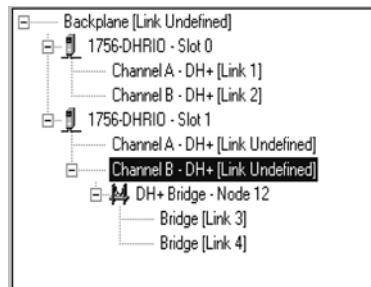 Backplane [Link Undefined]
1756-DHRIO - Slot 0
Channel A - DH+ [Link 1]
Channel B - DH+ [Link 2]
1756-DHRIO - Slot 1
Channel A - DH+ [Link Undefined]
Channel B - DH+ [Link Undefined]
DH+ Bridge - Node 12
Bridge [Link 3]
Bridge [Link 4]